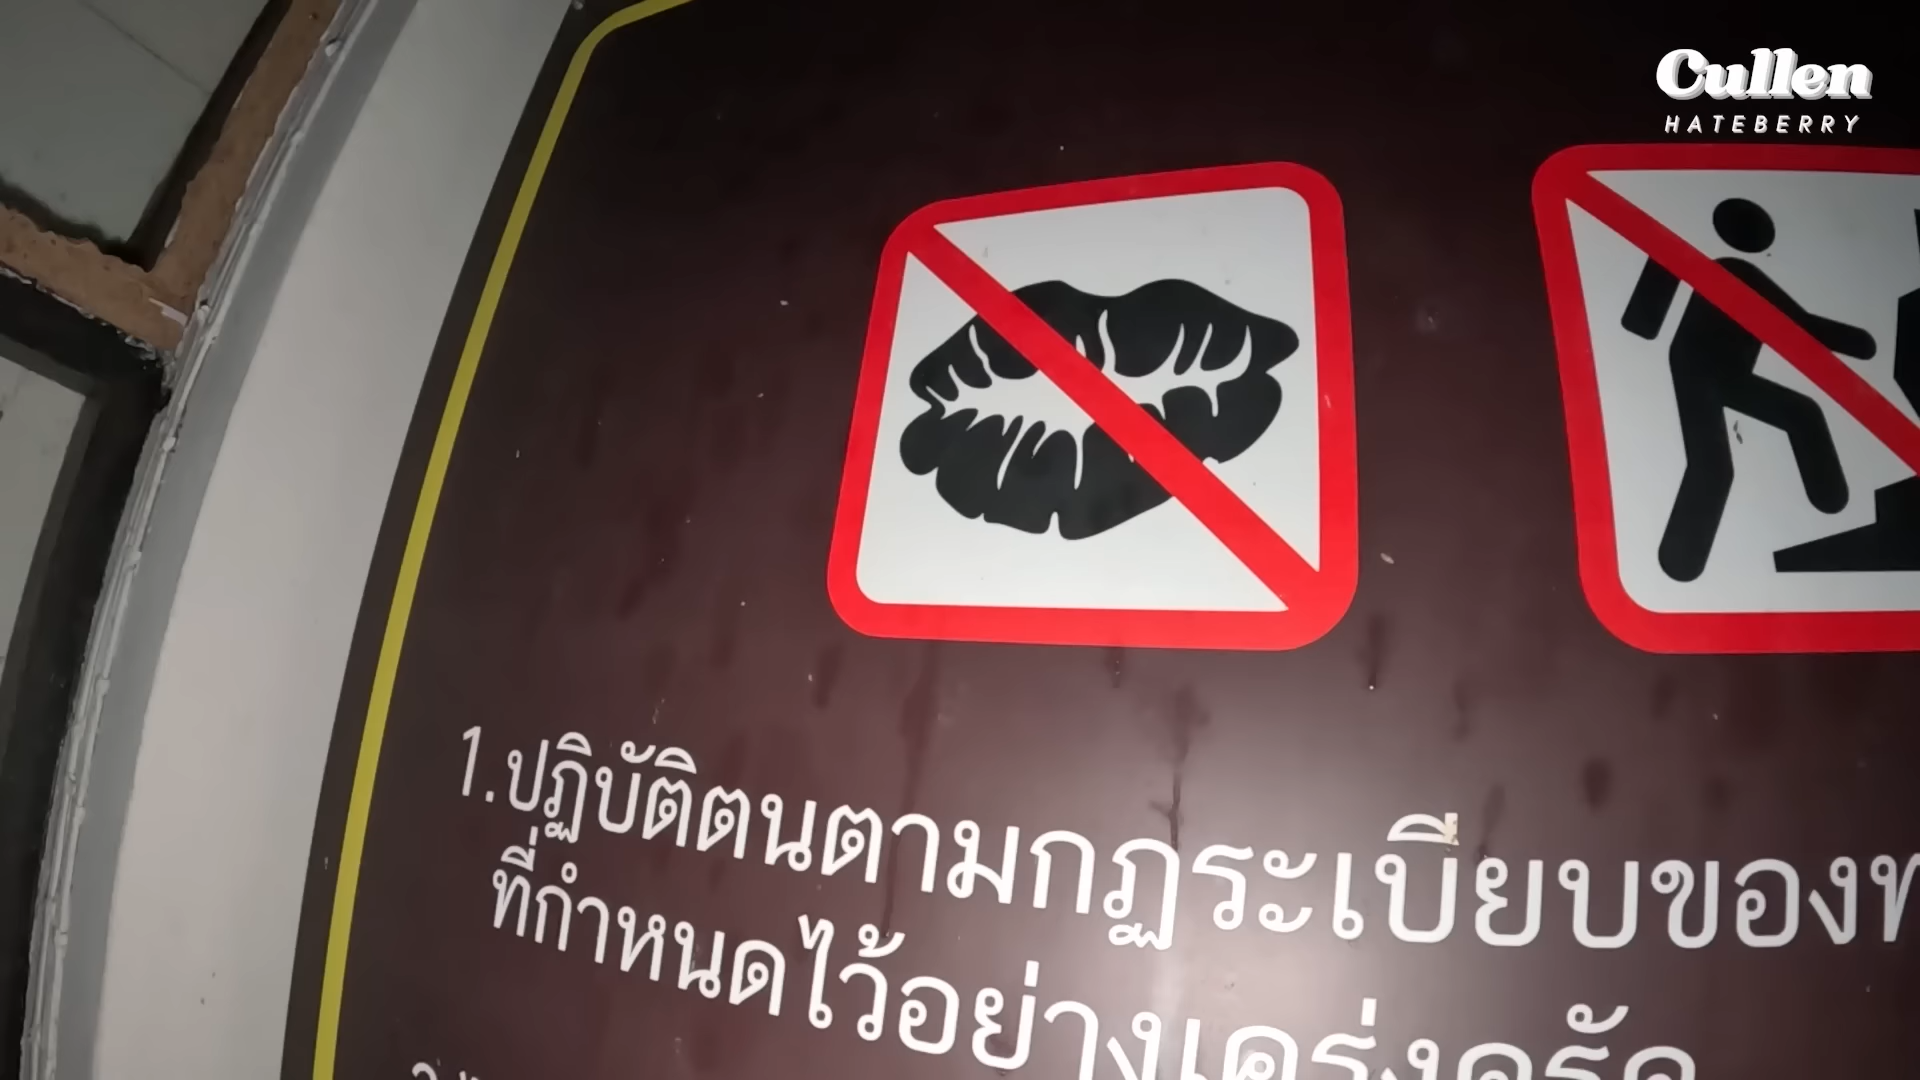 Cullen
HATEBERRY
1.ปฏิบัติตนตามกฏระเบียบของ
ที่กำหนดไว้อย่างเคร่งครัด